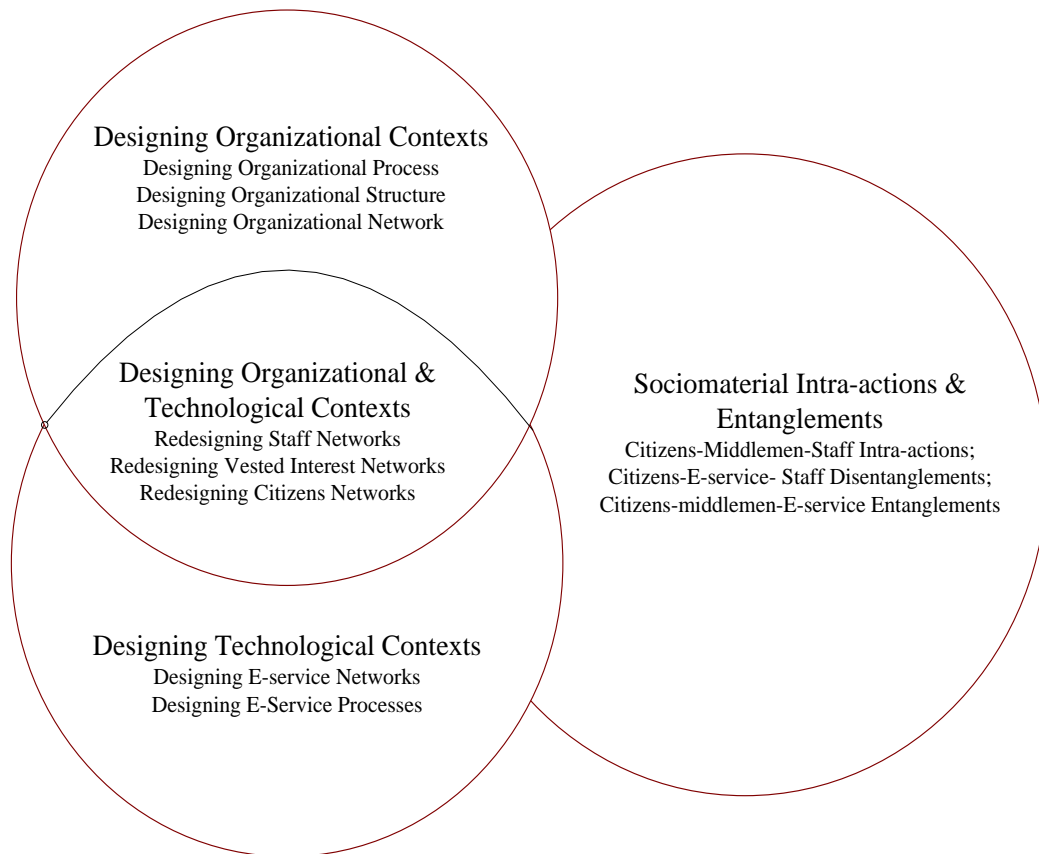 Designing Organizational Contexts
Designing Organizational Process
Designing Organizational Structure
Designing Organizational Network
Designing Organizational &
Technological Contexts
Redesigning Staff Networks
Redesigning Vested Interest Networks
Redesigning Citizens Networks
Designing Technological Contexts
Designing E-service Networks
Designing E-Service Processes
Sociomaterial Intra-actions &
Entanglements
Citizens-Middlemen-Staff Intra-actions;
Citizens-E-service- Staff Disentanglements;
Citizens-middlemen-E-service Entanglements